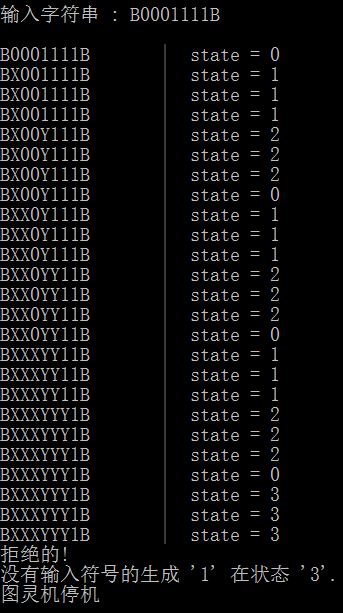 输入字符串 : B0001111B
B0001111B state = 0
BX001111B state = 1
BX001111B state = 1
BX001111B state = 1
BX00Y111B state = 2
BX00Y111B state = 2
BX00Y111B state = 2
BX00Y111B state = 0
BXX0Y111B state = 1
BXX0Y111B state = 1
BXX0Y111B state = 1
BXX0YY11B state = 2
BXX0YY11B state = 2
BXX0YY11B state = 2
BXX0YY11B state = 0
BXXXYY11B state = 1
BXXXYY11B state = 1
BXXXYY11B state = 1
BXXXYYY1B state = 2
BXXXYYY1B state = 2
BXXXYYY1B state = 2
BXXXYYY1B state = 0
BXXXYYY1B state = 3
BXXXYYY1B state = 3
BXXXYYY1B state = 3
拒绝的!
没有输入符号的生成 '1' 在状态 '3'.
图灵机停机